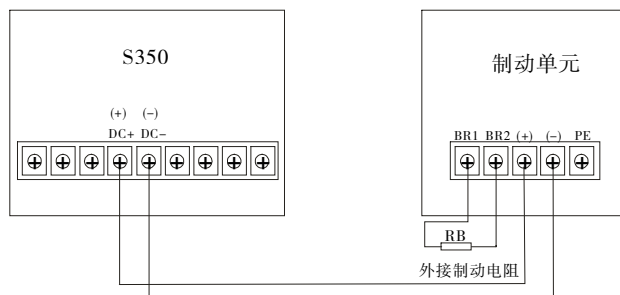 S350
(+) (-)
DC+ DC-
制动单元
BR1 BR2 (+) (-) PE
RB
外接制动电阻